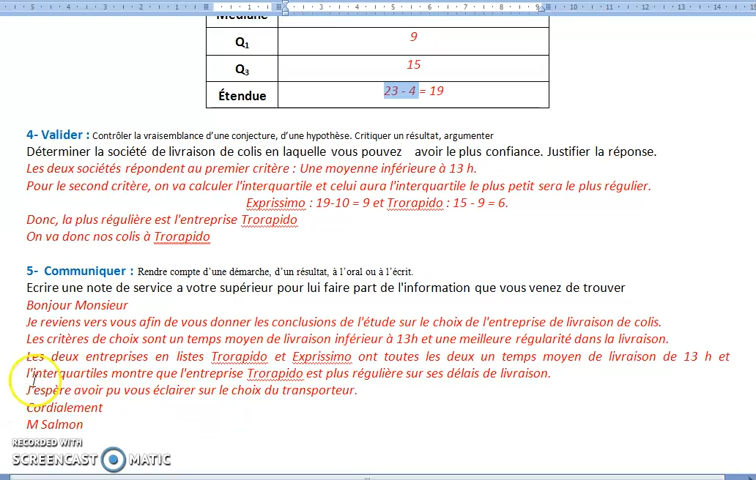 Médiane
Q1 9
Q3 15
Étendue 23 - 4 = 19
4- Valider : Contrôler la vraisemblance d'une conjecture, d'une hypothèse. Critiquer un résultat, argumenter
Déterminer la société de livraison de colis en laquelle vous pouvez avoir le plus confiance. Justifier la réponse.
Les deux sociétés répondent au premier critère : Une moyenne inférieure à 13 h.
Pour le second critère, on va calculer l'interquartile et celui aura l'interquartile le plus petit sera le plus régulier.
Exprissimo : 19-10 = 9 et Trorapido : 15 - 9 = 6.
Donc, la plus régulière est l'entreprise Trorapido
On va donc nos colis à Trorapido
5- Communiquer : Rendre compte d'une démarche, d'un résultat, à l'oral ou à l'écrit.
Ecrire une note de service a votre supérieur pour lui faire part de l'information que vous venez de trouver
Bonjour Monsieur
Je reviens vers vous afin de vous donner les conclusions de l'étude sur le choix de l'entreprise de livraison de colis.
Les critères de choix sont un temps moyen de livraison inférieur à 13h et une meilleure régularité dans la livraison.
Les deux entreprises en listes Trorapido et Exprissimo ont toutes les deux un temps moyen de livraison de 13 h et
l'interquartiles montre que l'entreprise Trorapido est plus régulière sur ses délais de livraison.
J'espère avoir pu vous éclairer sur le choix du transporteur.
Cordialement
M Salmon
RECORDED WITH
SCREENCAST MATIC